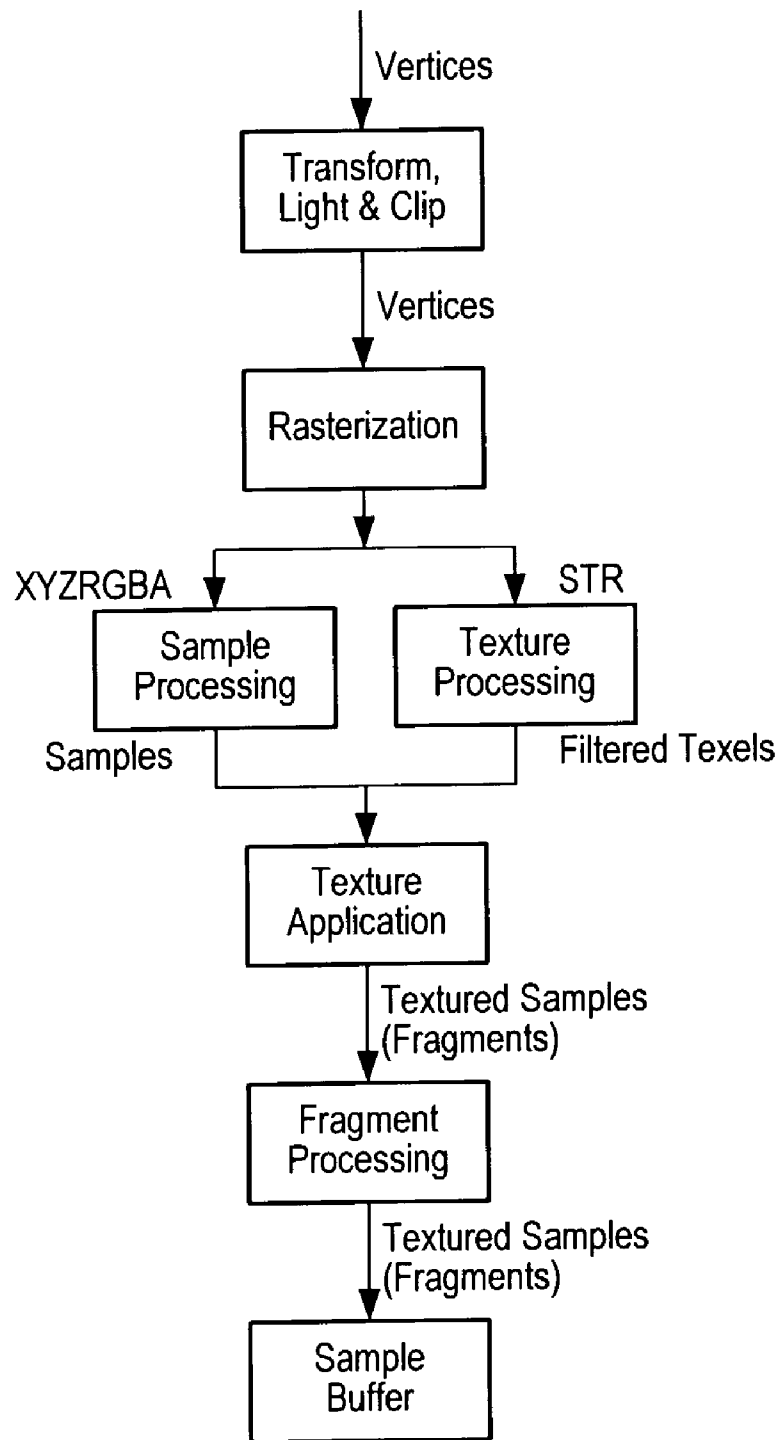 Vertices
Transform,
Light & Clip
Vertices
Rasterization
XYZRGBA
STR
Sample
Processing
Texture
Processing
Samples
Filtered Texels
Texture
Application
Textured Samples
(Fragments)
Fragment
Processing
Textured Samples
(Fragments)
Sample
Buffer